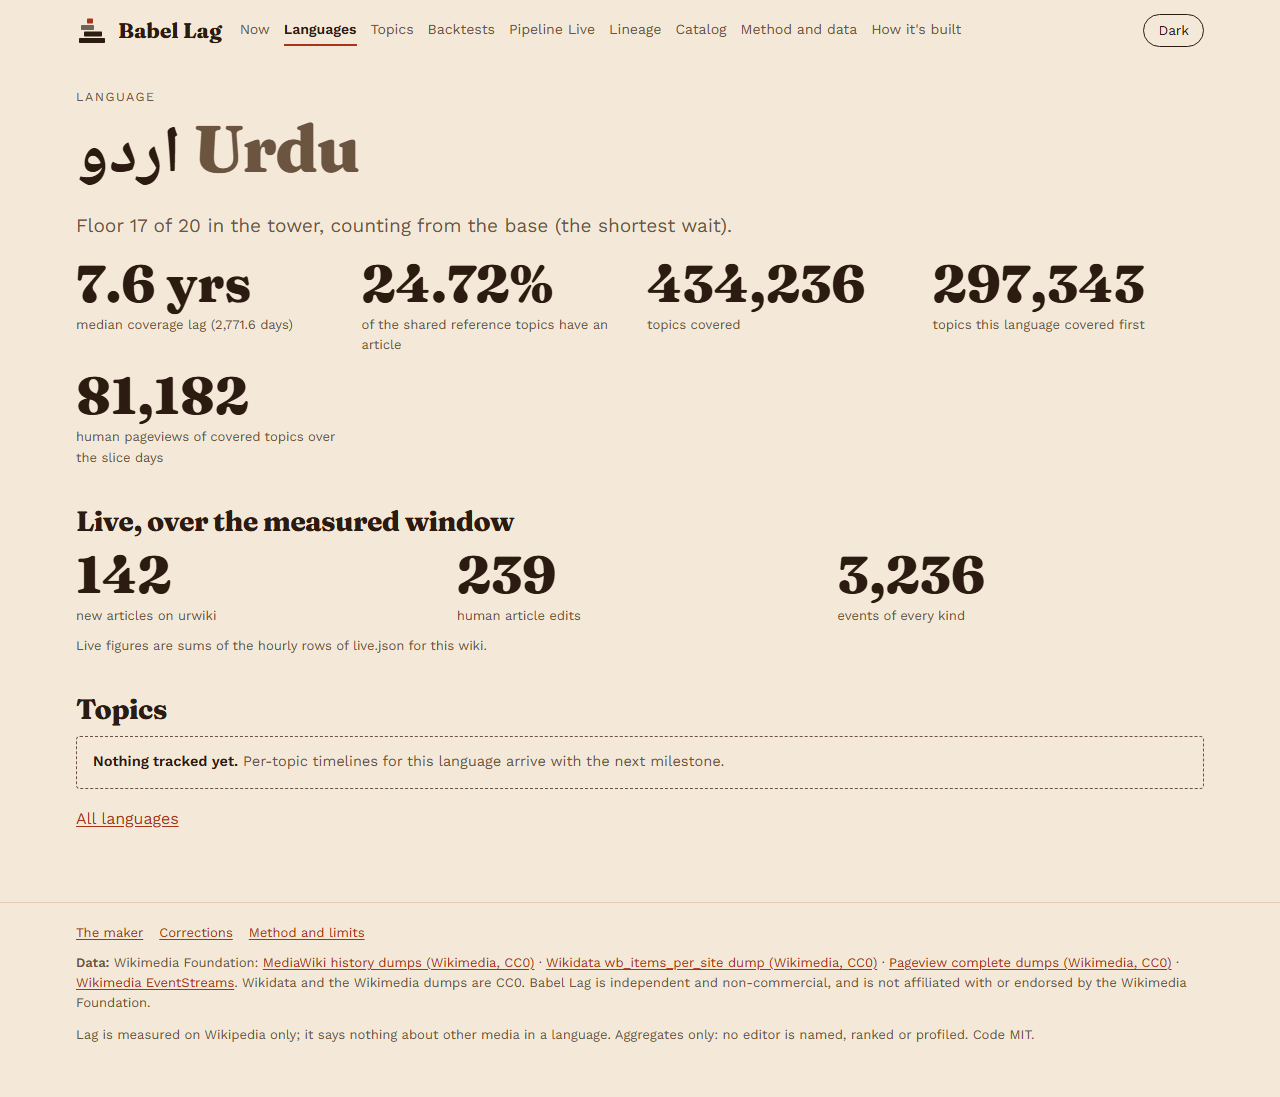 Babel Lag
Now Languages Topics Backtests Pipeline Live Lineage Catalog Method and data How it's built
Dark
LANGUAGE
اردو Urdu
Floor 17 of 20 in the tower, counting from the base (the shortest wait).
7.6 yrs
median coverage lag (2,771.6 days)
24.72%
of the shared reference topics have an
article
434,236
topics covered
297,343
topics this language covered first
81,182
human pageviews of covered topics over
the slice days
Live, over the measured window
142
new articles on urwiki
239
human article edits
3,236
events of every kind
Live figures are sums of the hourly rows of live.json for this wiki.
Topics
Nothing tracked yet. Per-topic timelines for this language arrive with the next milestone.
All languages
The maker Corrections Method and limits
Data: Wikimedia Foundation: MediaWiki history dumps (Wikimedia, CC0) · Wikidata wb_items_per_site dump (Wikimedia, CC0) · Pageview complete dumps (Wikimedia, CC0) ·
Wikimedia EventStreams. Wikidata and the Wikimedia dumps are CC0. Babel Lag is independent and non-commercial, and is not affiliated with or endorsed by the Wikimedia
Foundation.
Lag is measured on Wikipedia only; it says nothing about other media in a language. Aggregates only: no editor is named, ranked or profiled. Code MIT.